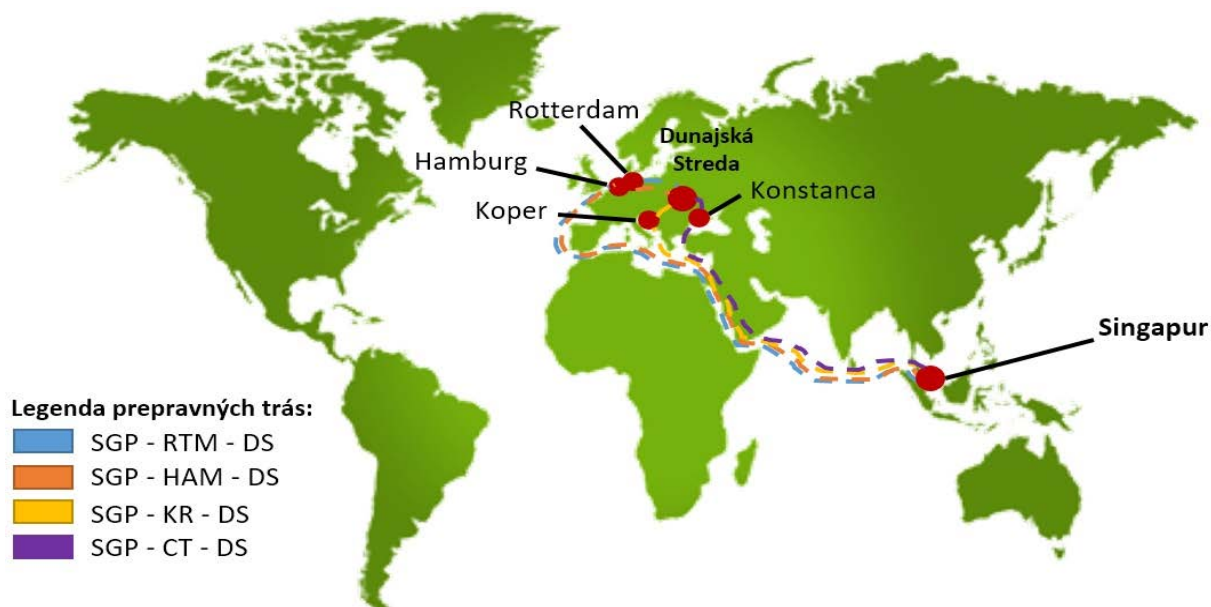 Rotterdam
Dunajská
Streda
Hamburg
Konstanca
Koper
Singapur
Legenda prepravných trás:
SGP - RTM - DS
SGP - HAM - DS
SGP - KR - DS
SGP - CT - DS